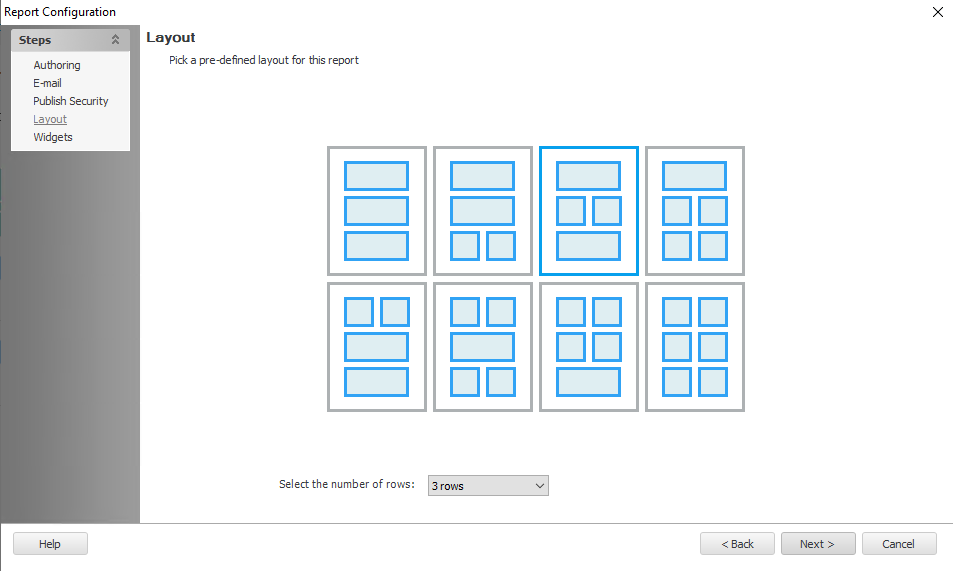 Report Configuration
Steps
Authoring
E-mail
Publish Security
Layout
Widgets
Layout
Pick a pre-defined layout for this report
Select the number of rows:
3 rows
Help
< Back
Next >
Cancel